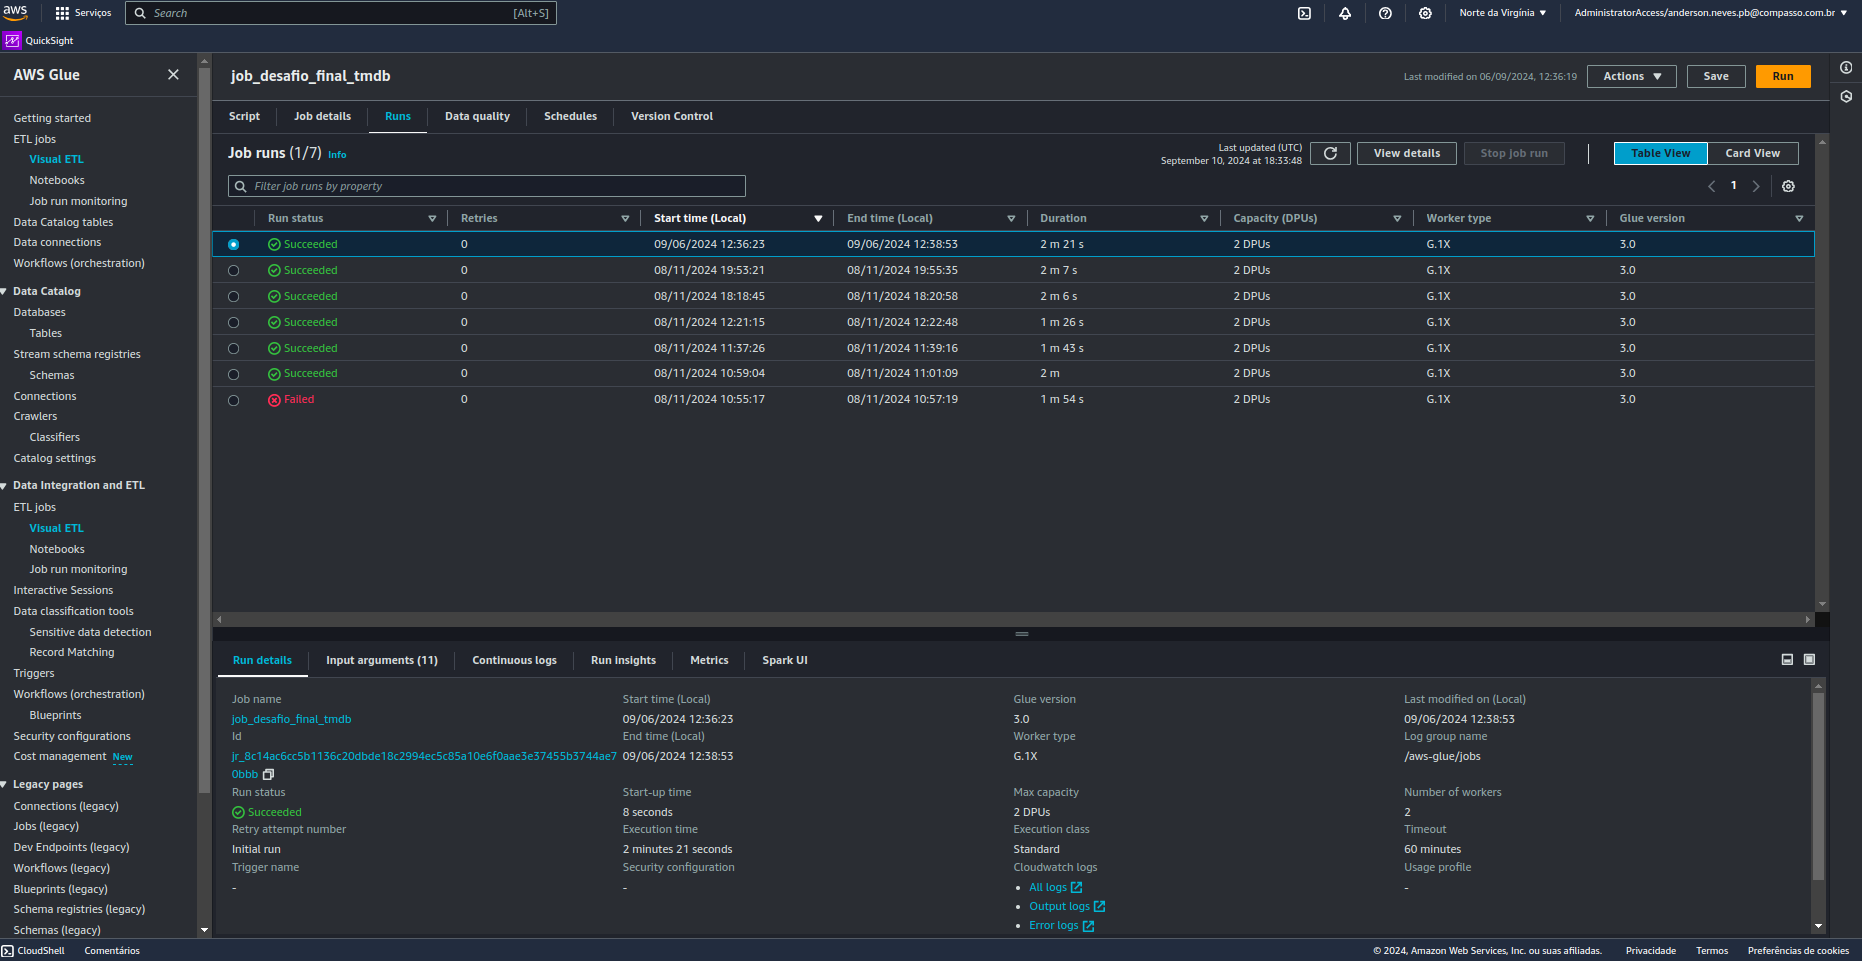 aws Serviços Search [Alt+S] Norte da Virgínia AdministratorAccess/anderson.neves.pb@compasso.com.br
QuickSight
AWS Glue
Getting started
ETL jobs
Visual ETL
Notebooks
Job run monitoring
Data Catalog tables
Data connections
Workflows (orchestration)
Data Catalog
Databases
Tables
Stream schema registries
Schemas
Connections
Crawlers
Classifiers
Catalog settings
Data Integration and ETL
ETL jobs
Visual ETL
Notebooks
Job run monitoring
Interactive Sessions
Data classification tools
Sensitive data detection
Record Matching
Triggers
Workflows (orchestration)
Blueprints
Security configurations
Cost management New
Legacy pages
Connections (legacy)
Jobs (legacy)
Dev Endpoints (legacy)
Workflows (legacy)
Blueprints (legacy)
Schema registries (legacy)
Schemas (legacy)
job_desafio_final_tmdb Last modified on 06/09/2024, 12:36:19 Actions Save Run
Script Job details Runs Data quality Schedules Version Control
Job runs (1/7) Info
Last updated (UTC)
September 10, 2024 at 18:33:48
View details Stop job run Table View Card View
Filter job runs by property 1
Run status Retries Start time (Local) End time (Local) Duration Capacity (DPUs) Worker type Glue version
Succeeded 0 09/06/2024 12:36:23 09/06/2024 12:38:53 2 m 21 s 2 DPUs G.1X 3.0
Succeeded 0 08/11/2024 19:53:21 08/11/2024 19:55:35 2 m 7 s 2 DPUs G.1X 3.0
Succeeded 0 08/11/2024 18:18:45 08/11/2024 18:20:58 2 m 6 s 2 DPUs G.1X 3.0
Succeeded 0 08/11/2024 12:21:15 08/11/2024 12:22:48 1 m 26 s 2 DPUs G.1X 3.0
Succeeded 0 08/11/2024 11:37:26 08/11/2024 11:39:16 1 m 43 s 2 DPUs G.1X 3.0
Succeeded 0 08/11/2024 10:59:04 08/11/2024 11:01:09 2 m 2 DPUs G.1X 3.0
Failed 0 08/11/2024 10:55:17 08/11/2024 10:57:19 1 m 54 s 2 DPUs G.1X 3.0
Run details Input arguments (11) Continuous logs Run insights Metrics Spark UI
Job name Start time (Local) Glue version Last modified on (Local)
job_desafio_final_tmdb 09/06/2024 12:36:23 3.0 09/06/2024 12:38:53
Id End time (Local) Worker type Log group name
jr_8c14ac6cc5b1136c20dbde18c2994ec5c85a10e6f0aae3e37455b3744ae7 09/06/2024 12:38:53 G.1X /aws-glue/jobs
0bbb
Run status Start-up time Max capacity Number of workers
Succeeded 8 seconds 2 DPUs 2
Retry attempt number Execution time Execution class Timeout
Initial run 2 minutes 21 seconds Standard 60 minutes
Trigger name Security configuration Cloudwatch logs Usage profile
- - • All logs -
• Output logs
• Error logs
CloudShell Comentários © 2024, Amazon Web Services, Inc. ou suas afiliadas. Privacidade Termos Preferências de cookies